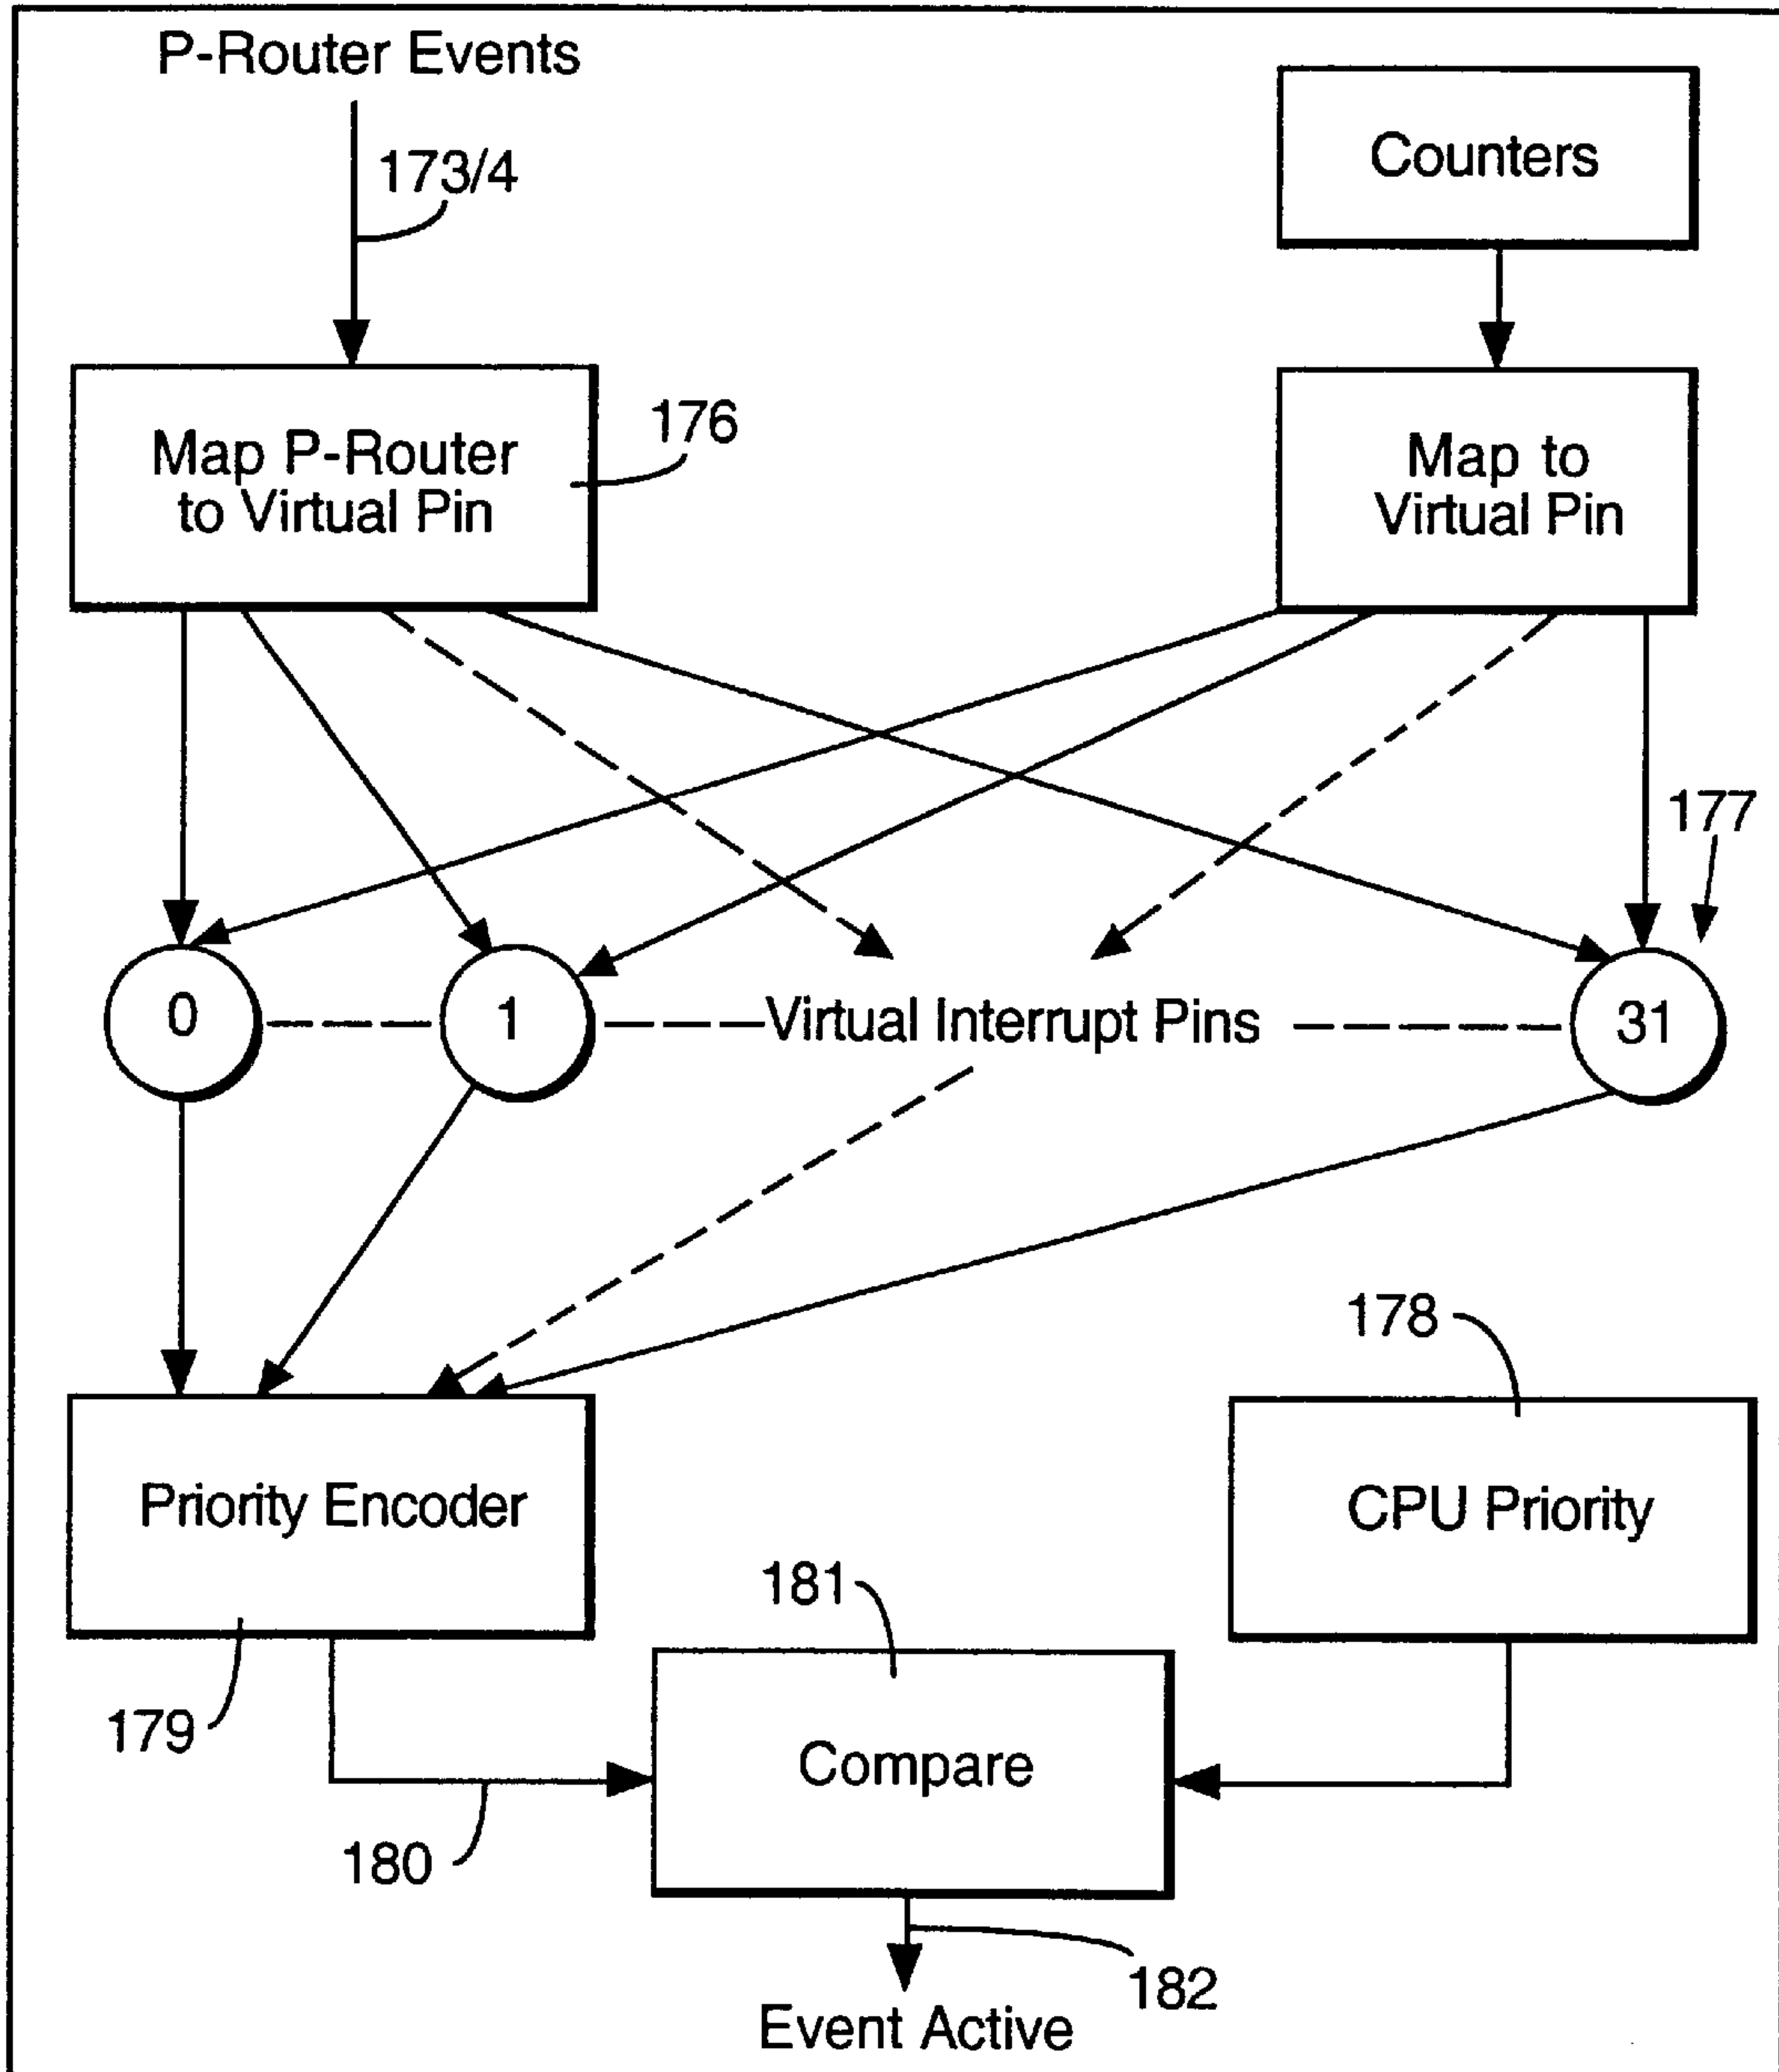 P-Router Events
173/4
Counters
Map P-Router
to Virtual Pin
176
Map to
Virtual Pin
177
0
1
Virtual Interrupt Pins
31
178
Priority Encoder
CPU Priority
181
179
Compare
180
182
Event Active